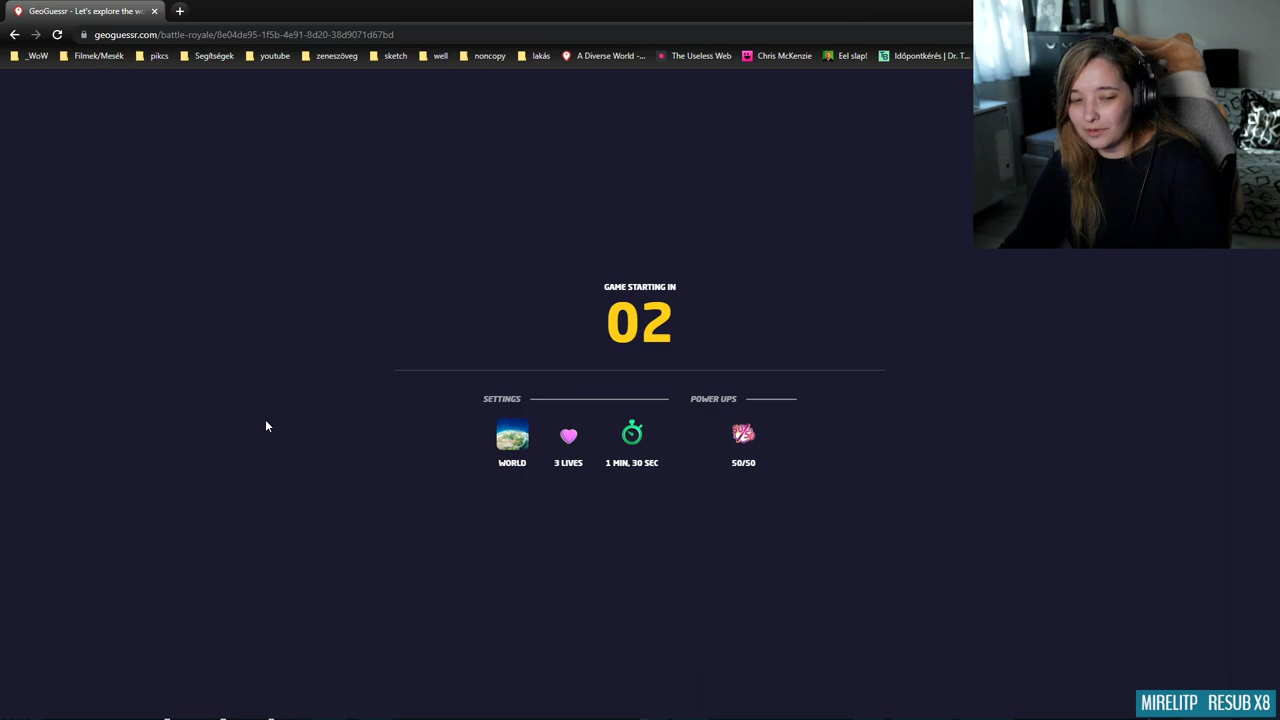 GeoGuessr - Let's explore the wo
geoguessr.com/battle-royale/8e04de95-1f5b-4e91-8d20-38d9071d67bd
_WoW Filmek/Mesék pikcs Segítségek youtube zeneszöveg sketch well noncopy lakás A Diverse World -... The Useless Web Chris McKenzie Eel slap! Időpontkérés | Dr. T...
GAME STARTING IN
02
SETTINGS POWER UPS
WORLD 3 LIVES 1 MIN, 30 SEC 50/50
MIRELITP RESUB X8